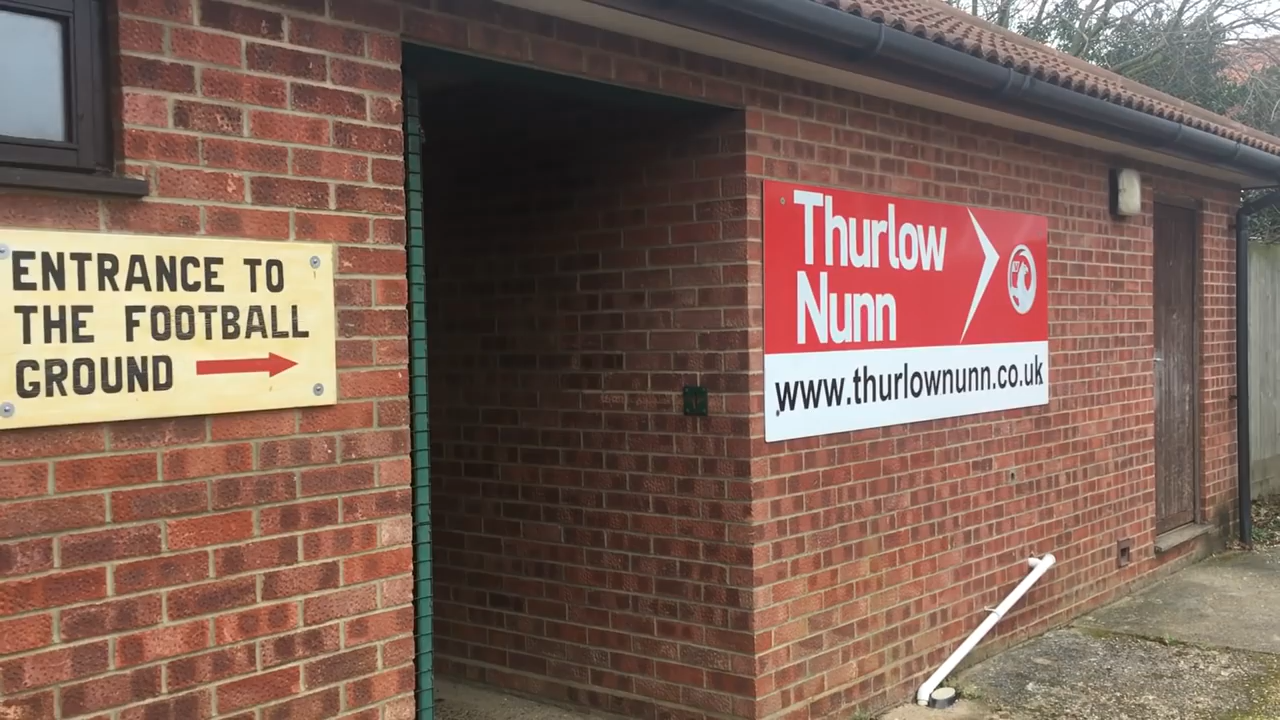 ENTRANCE TO
THE FOOTBALL
GROUND
Thurlow
Nunn
www.thurlownunn.co.uk